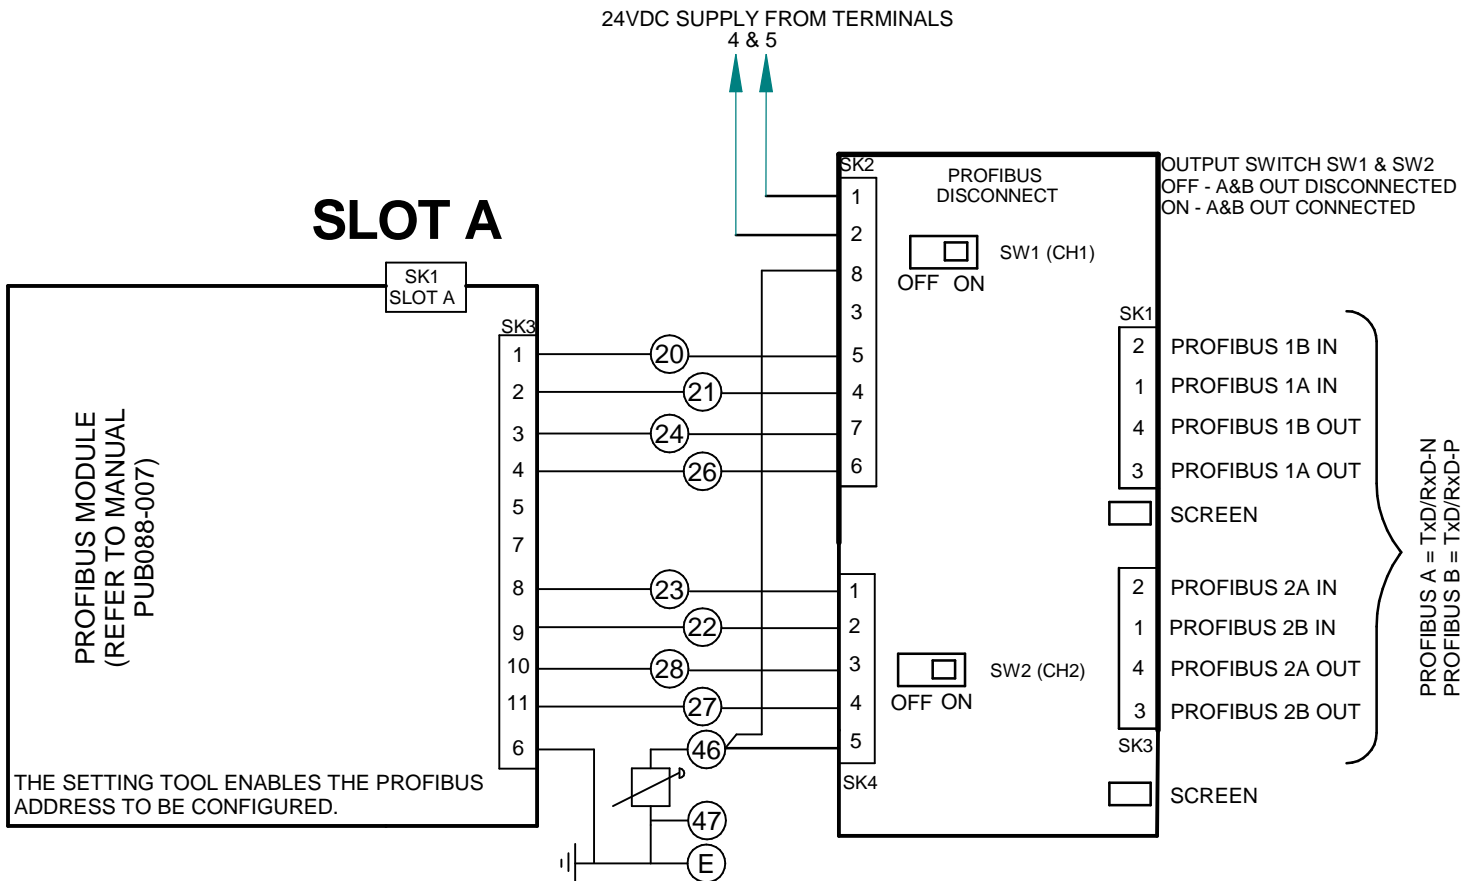 24VDC SUPPLY FROM TERMINALS
4 & 5
SLOT A
SK1
SLOT A
SK3
1
2
3
4
5
7
8
9
10
11
6
PROFIBUS MODULE
(REFER TO MANUAL
PUB088-007)
THE SETTING TOOL ENABLES THE PROFIBUS
ADDRESS TO BE CONFIGURED.
20
21
24
26
23
22
28
27
46
47
E
SK2
1
2
8
3
5
4
7
6
PROFIBUS
DISCONNECT
SW1 (CH1)
OFF ON
1
2
3
4
5
SK4
SW2 (CH2)
OFF ON
OUTPUT SWITCH SW1 & SW2
OFF - A&B OUT DISCONNECTED
ON - A&B OUT CONNECTED
SK1
2 PROFIBUS 1B IN
1 PROFIBUS 1A IN
4 PROFIBUS 1B OUT
3 PROFIBUS 1A OUT
SCREEN
2 PROFIBUS 2A IN
1 PROFIBUS 2B IN
4 PROFIBUS 2A OUT
3 PROFIBUS 2B OUT
SK3
SCREEN
PROFIBUS A = TxD/RxD-N
PROFIBUS B = TxD/RxD-P